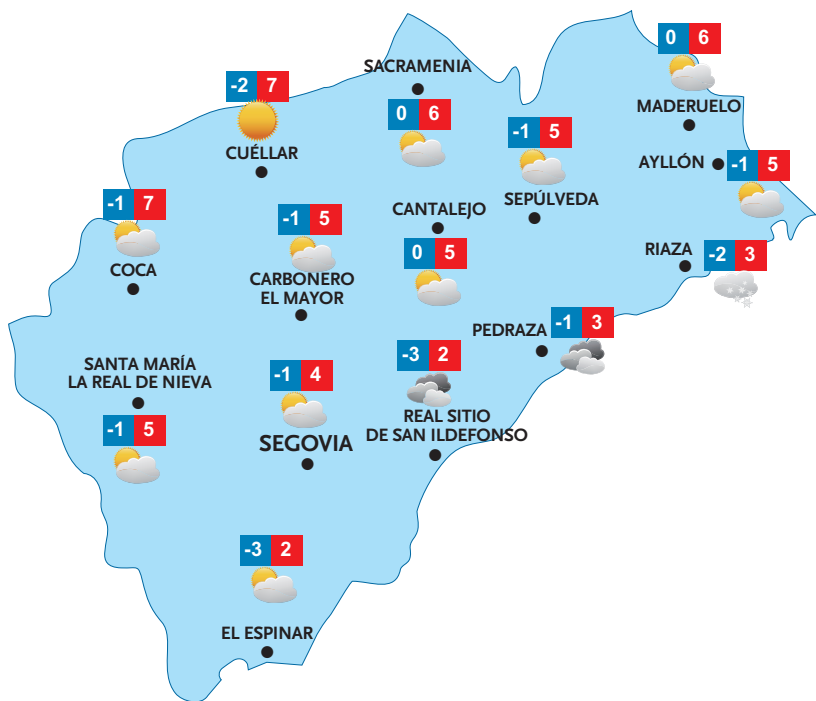 0 6
MADERUELO
SACRAMENIA
0 6
-2 7
CUÉLLAR
-1 5
SEPÚLVEDA
AYLLÓN
-1 5
-1 7
COCA
-1 5
CARBONERO
EL MAYOR
CANTALEJO
0 5
RIAZA
-2 3
PEDRAZA
-1 3
SANTA MARÍA
LA REAL DE NIEVA
-1 5
-1 4
SEGOVIA
-3 2
REAL SITIO
DE SAN ILDEFONSO
-3 2
EL ESPINAR